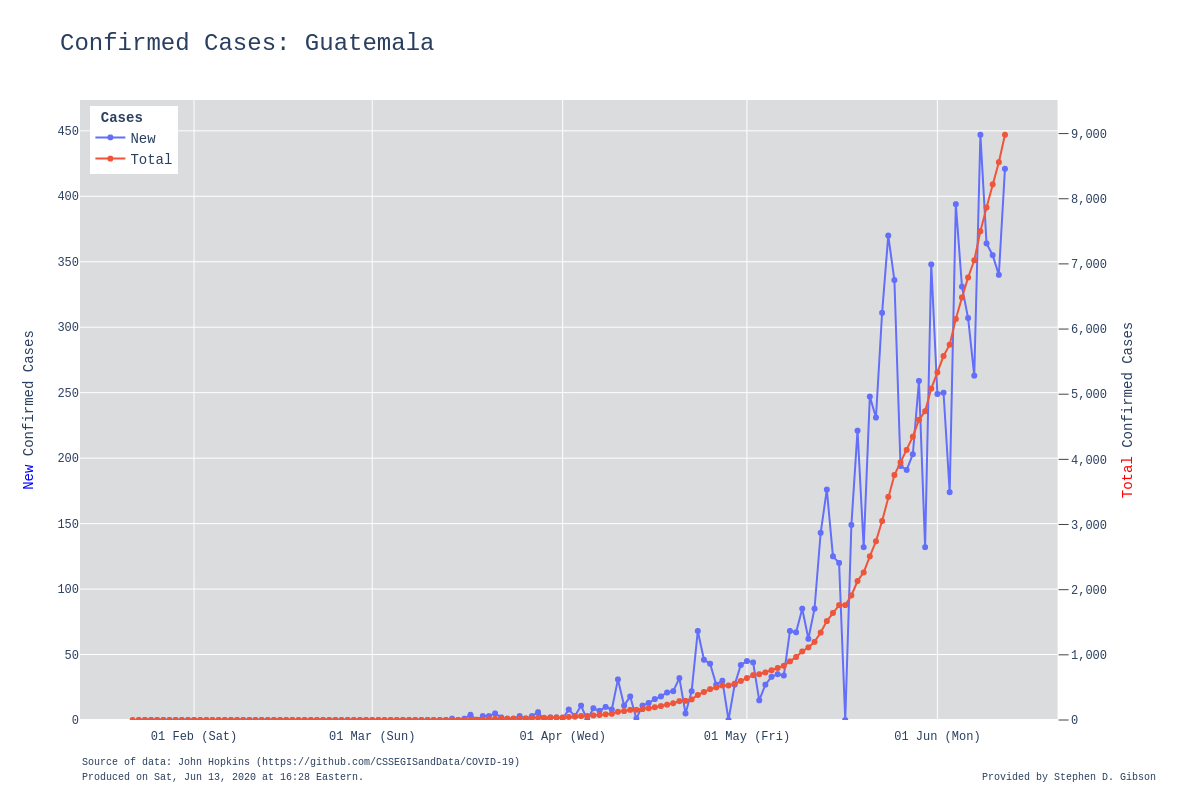 Confirmed Cases: Guatemala
Cases
New
Total
450
400
350
300
250
200
150
100
50
0
New Confirmed Cases
9,000
8,000
7,000
6,000
5,000
4,000
3,000
2,000
1,000
0
Total Confirmed Cases
01 Feb (Sat) 01 Mar (Sun) 01 Apr (Wed) 01 May (Fri) 01 Jun (Mon)
Source of data: John Hopkins (https://github.com/CSSEGISandData/COVID-19)
Produced on Sat, Jun 13, 2020 at 16:28 Eastern.
Provided by Stephen D. Gibson